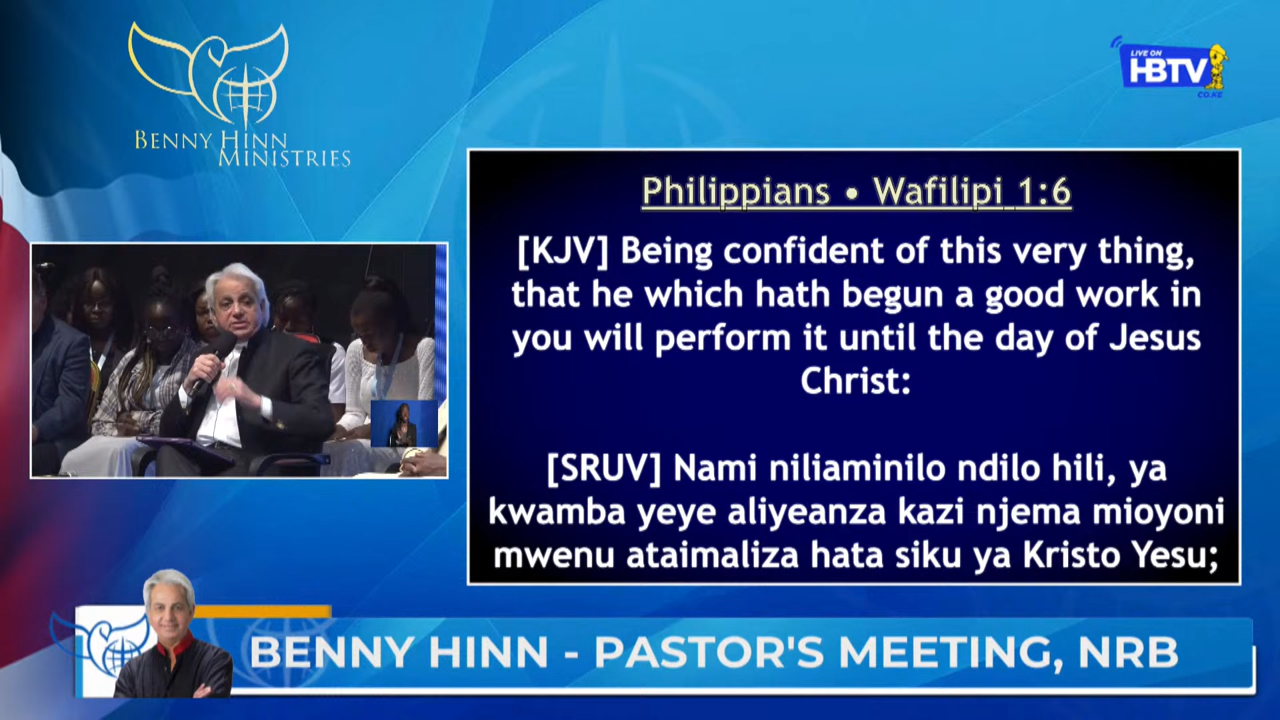 BENNY HINN
MINISTRIES
LIVE ON
HBTV
CO.KE
Philippians • Wafilipi 1:6
[KJV] Being confident of this very thing,
that he which hath begun a good work in
you will perform it until the day of Jesus
Christ:
[SRUV] Nami niliaminilo ndilo hili, ya
kwamba yeye aliyeanza kazi njema mioyoni
mwenu ataimaliza hata siku ya Kristo Yesu;
BENNY HINN - PASTOR'S MEETING, NRB